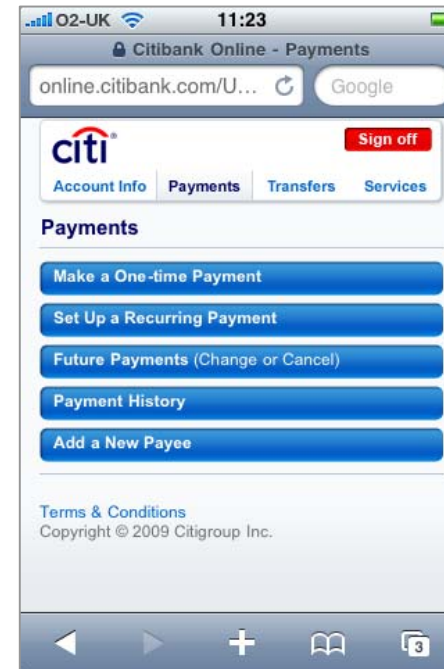 O2-UK 11:23
Citibank Online - Payments
online.citibank.com/U... Google
citi®
Sign off
Account Info Payments Transfers Services
Payments
Make a One-time Payment
Set Up a Recurring Payment
Future Payments (Change or Cancel)
Payment History
Add a New Payee
Terms & Conditions
Copyright © 2009 Citigroup Inc.
3